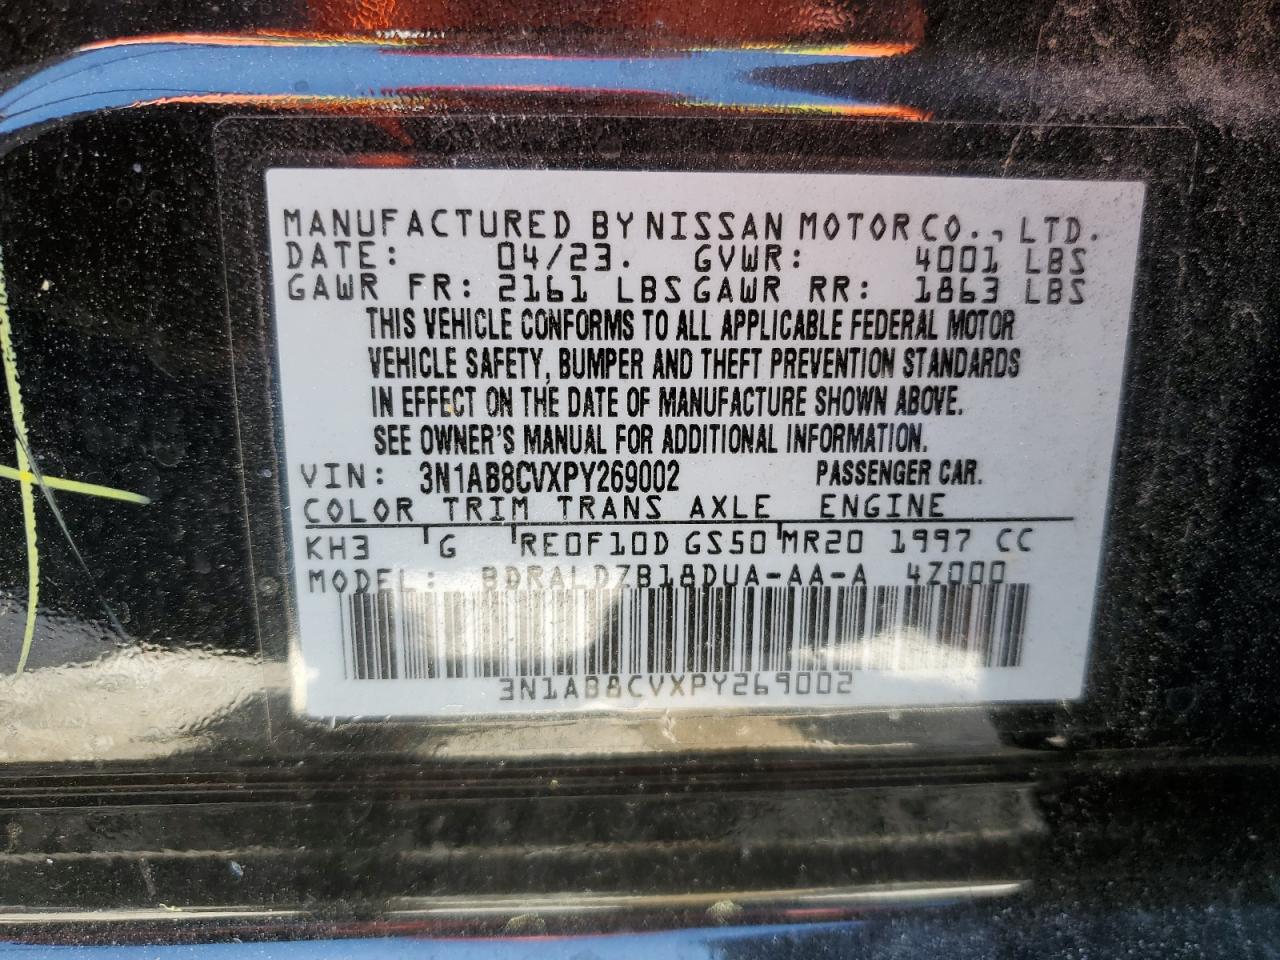 MANUFACTURED BY NISSAN MOTOR CO., LTD.
DATE: 04/23. GVWR: 4001 LBS
GAWR FR: 2161 LBS GAWR RR: 1863 LBS
THIS VEHICLE CONFORMS TO ALL APPLICABLE FEDERAL MOTOR
VEHICLE SAFETY, BUMPER AND THEFT PREVENTION STANDARDS
IN EFFECT ON THE DATE OF MANUFACTURE SHOWN ABOVE.
SEE OWNER'S MANUAL FOR ADDITIONAL INFORMATION.
VIN: 3N1AB8CVXPY269002 PASSENGER CAR.
COLOR TRIM TRANS AXLE ENGINE
KH3 G RE0F10D GS50 MR20 1997 CC
MODEL: BDRALDZB18DUA-AA-A 4Z000
3N1AB8CVXPY269002